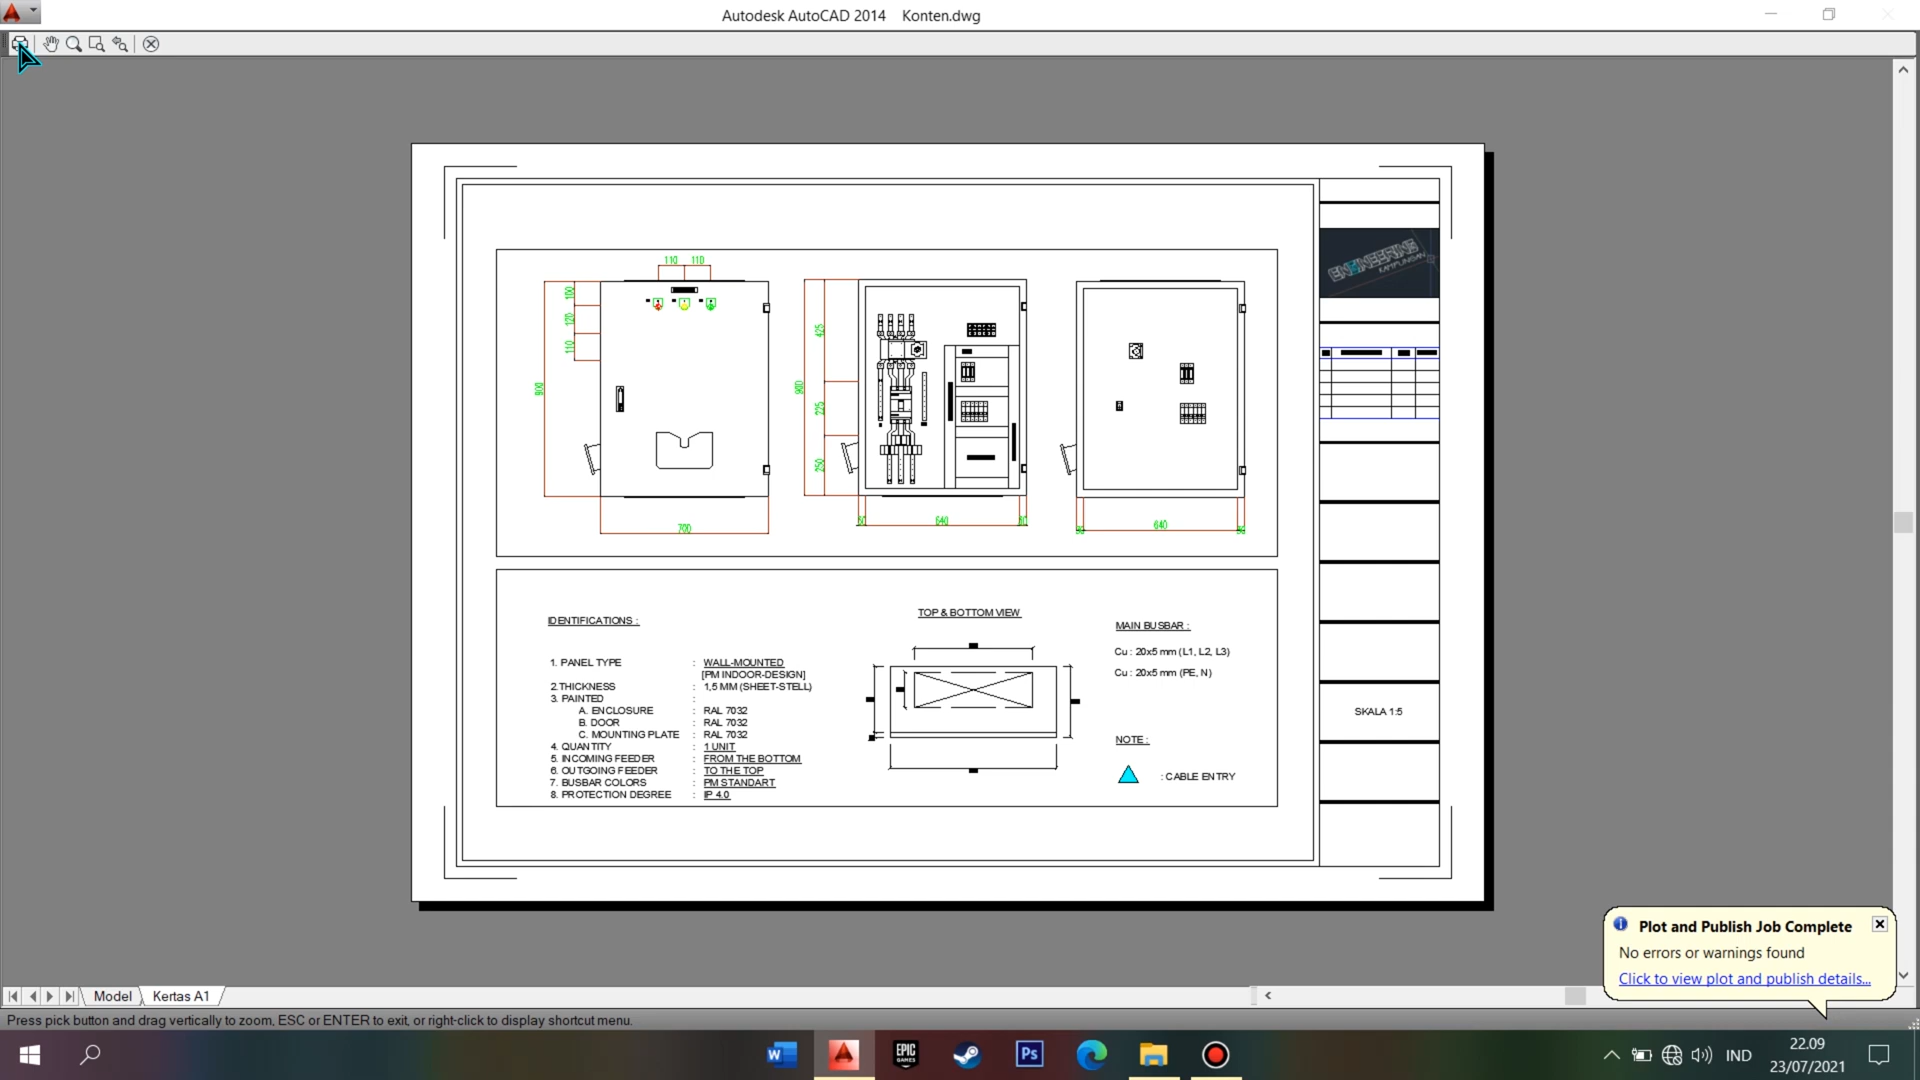 Autodesk AutoCAD 2014 Konten.dwg
110 110
100
120
110
900
700
425
225
250
900
640
640
ENGINEERING
KAMPUNGAN
IDENTIFICATIONS :
1. PANEL TYPE : WALL-MOUNTED
[PM INDOOR-DESIGN]
2.THICKNESS : 1,5 MM (SHEET-STELL)
3. PAINTED :
A. ENCLOSURE : RAL 7032
B. DOOR : RAL 7032
C. MOUNTING PLATE : RAL 7032
4. QUANTITY : 1 UNIT
5. INCOMING FEEDER : FROM THE BOTTOM
6. OUTGOING FEEDER : TO THE TOP
7. BUSBAR COLORS : PM STANDART
8. PROTECTION DEGREE : IP 4.0
TOP & BOTTOM VIEW
MAIN BUSBAR :
Cu : 20x5 mm (L1, L2, L3)
Cu : 20x5 mm (PE, N)
NOTE :
: CABLE ENTRY
SKALA 1:5
Plot and Publish Job Complete
No errors or warnings found
Click to view plot and publish details...
Model Kertas A1
Press pick button and drag vertically to zoom, ESC or ENTER to exit, or right-click to display shortcut menu.
W
EPIC
GAMES
Ps
IND
22.09
23/07/2021